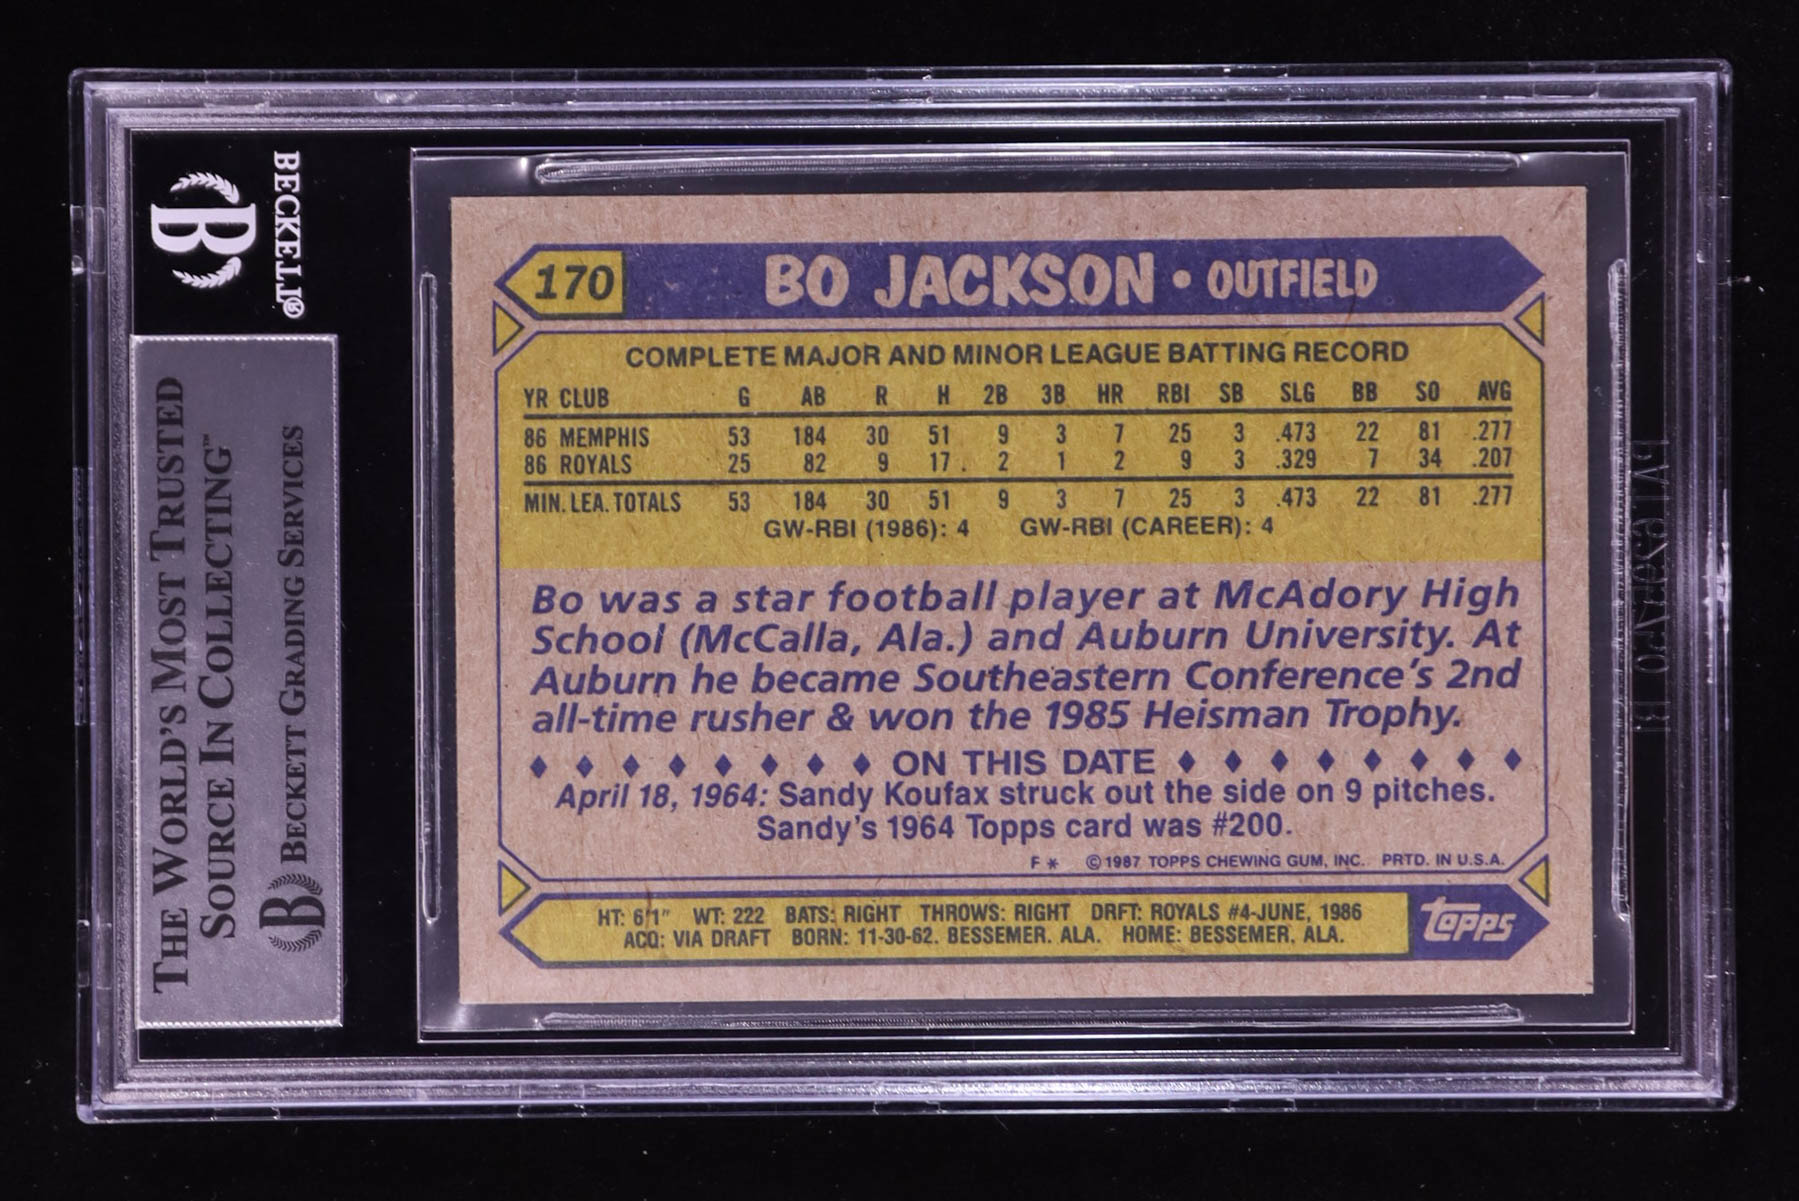 BECKETT®
B
THE WORLD'S MOST TRUSTED
SOURCE IN COLLECTING™
B BECKETT GRADING SERVICES
170 BO JACKSON • OUTFIELD
COMPLETE MAJOR AND MINOR LEAGUE BATTING RECORD
YR CLUB G AB R H 2B 3B HR RBI SB SLG BB SO AVG
86 MEMPHIS 53 184 30 51 9 3 7 25 3 .473 22 81 .277
86 ROYALS 25 82 9 17 2 1 2 9 3 .329 7 34 .207
MIN. LEA. TOTALS 53 184 30 51 9 3 7 25 3 .473 22 81 .277
GW-RBI (1986): 4 GW-RBI (CAREER): 4
Bo was a star football player at McAdory High
School (McCalla, Ala.) and Auburn University. At
Auburn he became Southeastern Conference's 2nd
all-time rusher & won the 1985 Heisman Trophy.
ON THIS DATE
April 18, 1964: Sandy Koufax struck out the side on 9 pitches.
Sandy's 1964 Topps card was #200.
F * ©1987 TOPPS CHEWING GUM, INC. PRTD. IN U.S.A.
HT: 6'1" WT: 222 BATS: RIGHT THROWS: RIGHT DRFT: ROYALS #4-JUNE, 1986
ACQ: VIA DRAFT BORN: 11-30-62, BESSEMER, ALA. HOME: BESSEMER, ALA.
topps